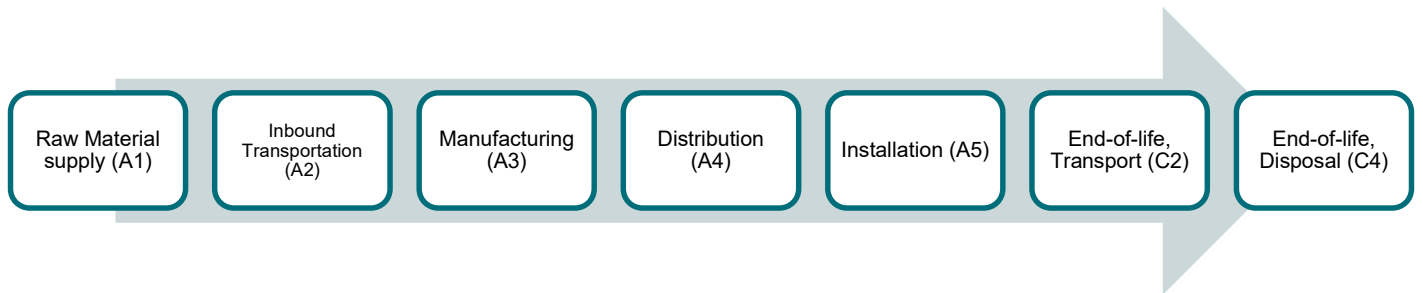 Raw Material
supply (A1)
Inbound
Transportation
(A2)
Manufacturing
(A3)
Distribution
(A4)
Installation (A5)
End-of-life,
Transport (C2)
End-of-life,
Disposal (C4)